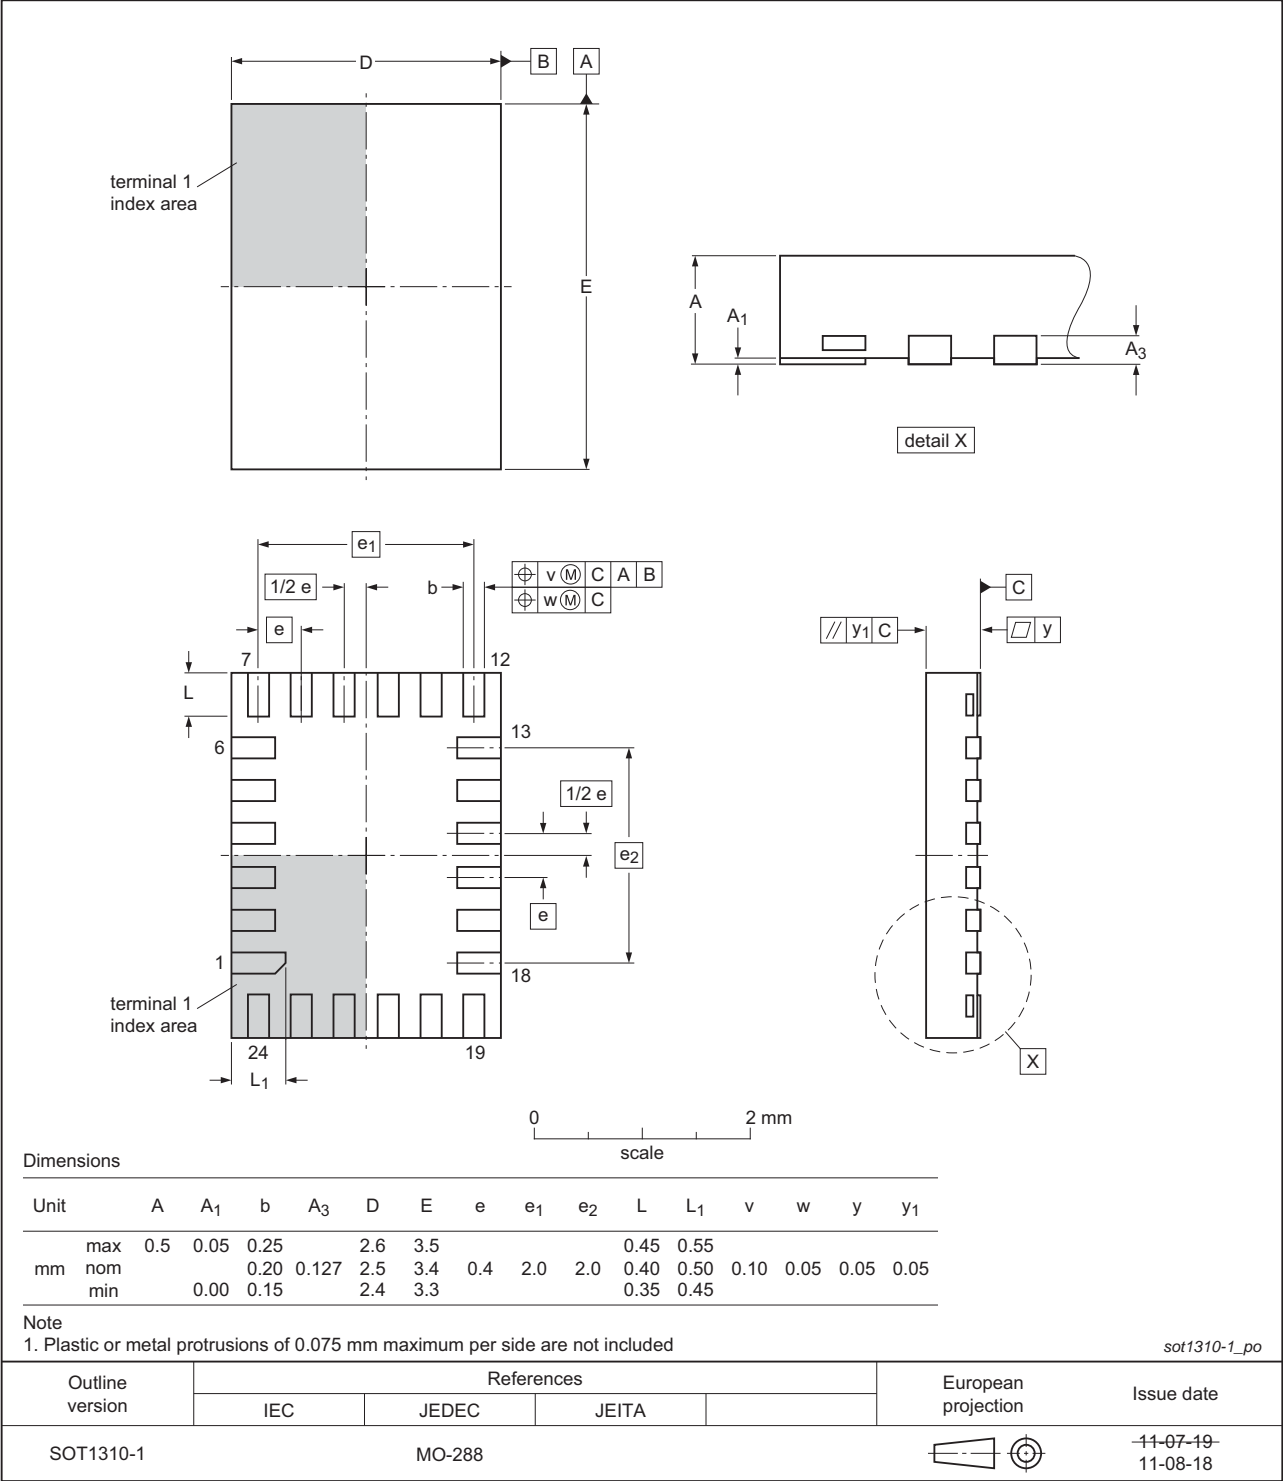 D
B
A
terminal 1
index area
E
A
A1
A3
detail X
e1
1/2 e
b
v M C A B
w M C
e
C
// y1 C
y
7
12
L
6
13
1/2 e
e2
e
1
18
terminal 1
index area
24
19
L1
X
0
2 mm
scale
Dimensions
Unit A A1 b A3 D E e e1 e2 L L1 v w y y1
max 0.5 0.05 0.25 2.6 3.5 0.45 0.55
mm nom 0.20 0.127 2.5 3.4 0.4 2.0 2.0 0.40 0.50 0.10 0.05 0.05 0.05
min 0.00 0.15 2.4 3.3 0.35 0.45
Note
1. Plastic or metal protrusions of 0.075 mm maximum per side are not included
sot1310-1_po
Outline
version
References
IEC JEDEC JEITA
European
projection
Issue date
SOT1310-1
MO-288
11-07-19
11-08-18